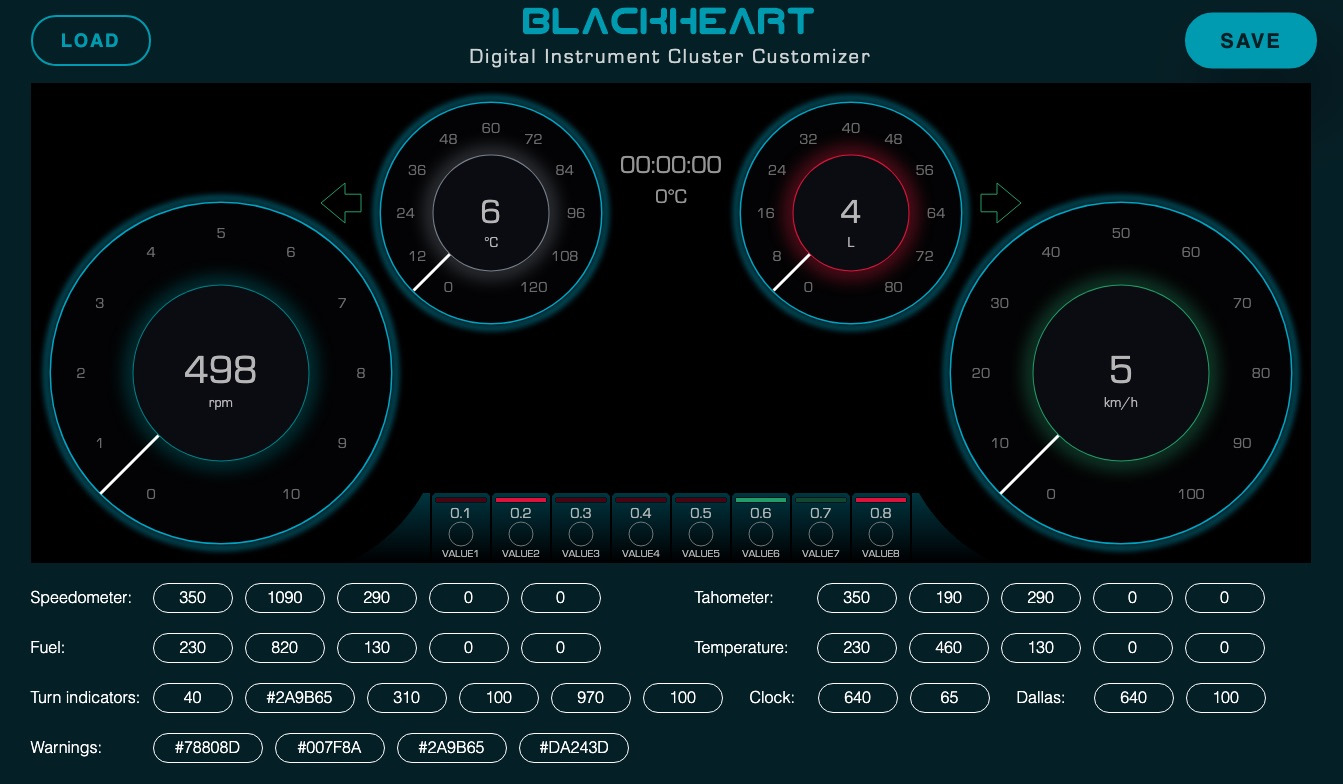 LOAD
BLACKHEART
Digital Instrument Cluster Customizer
SAVE
0 1 2 3 4 5 6 7 8 9 10
498
rpm
0 12 24 36 48 60 72 84 96 108 120
6
°C
00:00:00
0°C
0 8 16 24 32 40 48 56 64 72 80
4
L
0 10 20 30 40 50 60 70 80 90 100
5
km/h
0.1 0.2 0.3 0.4 0.5 0.6 0.7 0.8
VALUE1 VALUE2 VALUE3 VALUE4 VALUE5 VALUE6 VALUE7 VALUE8
Speedometer: 350 1090 290 0 0 Tahometer: 350 190 290 0 0
Fuel: 230 820 130 0 0 Temperature: 230 460 130 0 0
Turn indicators: 40 #2A9B65 310 100 970 100 Clock: 640 65 Dallas: 640 100
Warnings: #78808D #007F8A #2A9B65 #DA243D